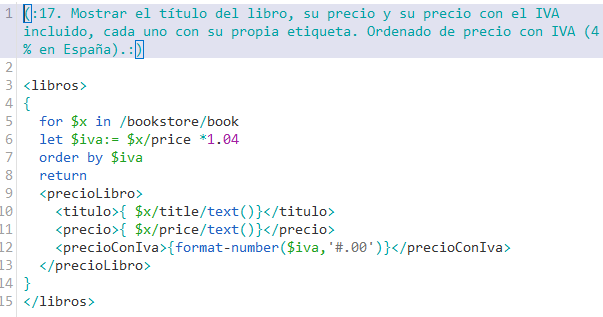 1 (:17. Mostrar el título del libro, su precio y su precio con el IVA
incluido, cada uno con su propia etiqueta. Ordenado de precio con IVA (4
% en España).:)
2
3 <libros>
4 {
5 for $x in /bookstore/book
6 let $iva:= $x/price *1.04
7 order by $iva
8 return
9 <precioLibro>
10 <titulo>{ $x/title/text()}</titulo>
11 <precio>{ $x/price/text()}</precio>
12 <precioConIva>{format-number($iva,'#.00')}</precioConIva>
13 </precioLibro>
14 }
15 </libros>